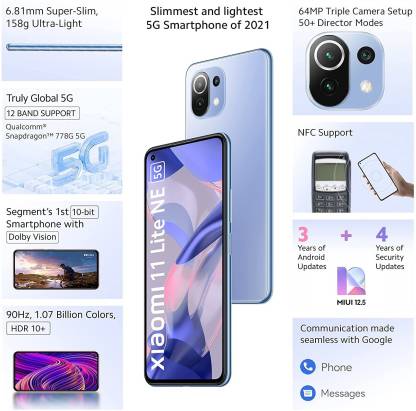 6.81mm Super-Slim,
158g Ultra-Light
Truly Global 5G
12 BAND SUPPORT
Qualcomm®
Snapdragon™ 778G 5G
5G
Segment's 1st 10-bit
Smartphone with
Dolby Vision
90Hz, 1.07 Billion Colors,
HDR 10+
Slimmest and lightest
5G Smartphone of 2021
Xiaomi 11 Lite NE 5G
64MP Triple Camera Setup
50+ Director Modes
NFC Support
3 + 4
Years of Years of
Android Security
Updates Updates
MIUI 12.5
Communication made
seamless with Google
Phone
Messages